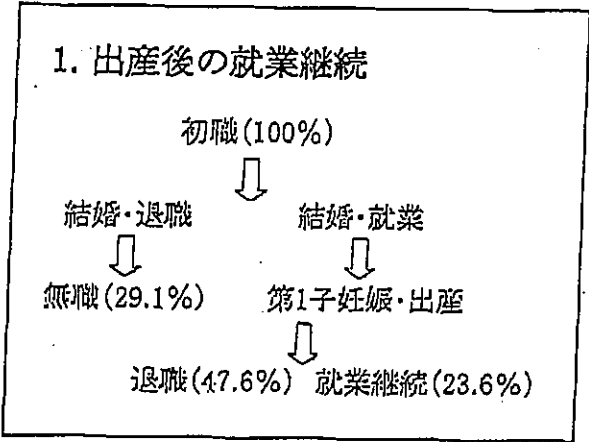 1. 出産後の就業継続
初職(100%)
結婚・退職 結婚・就業
無職(29.1%) 第1子妊娠・出産
退職(47.6%) 就業継続(23.6%)